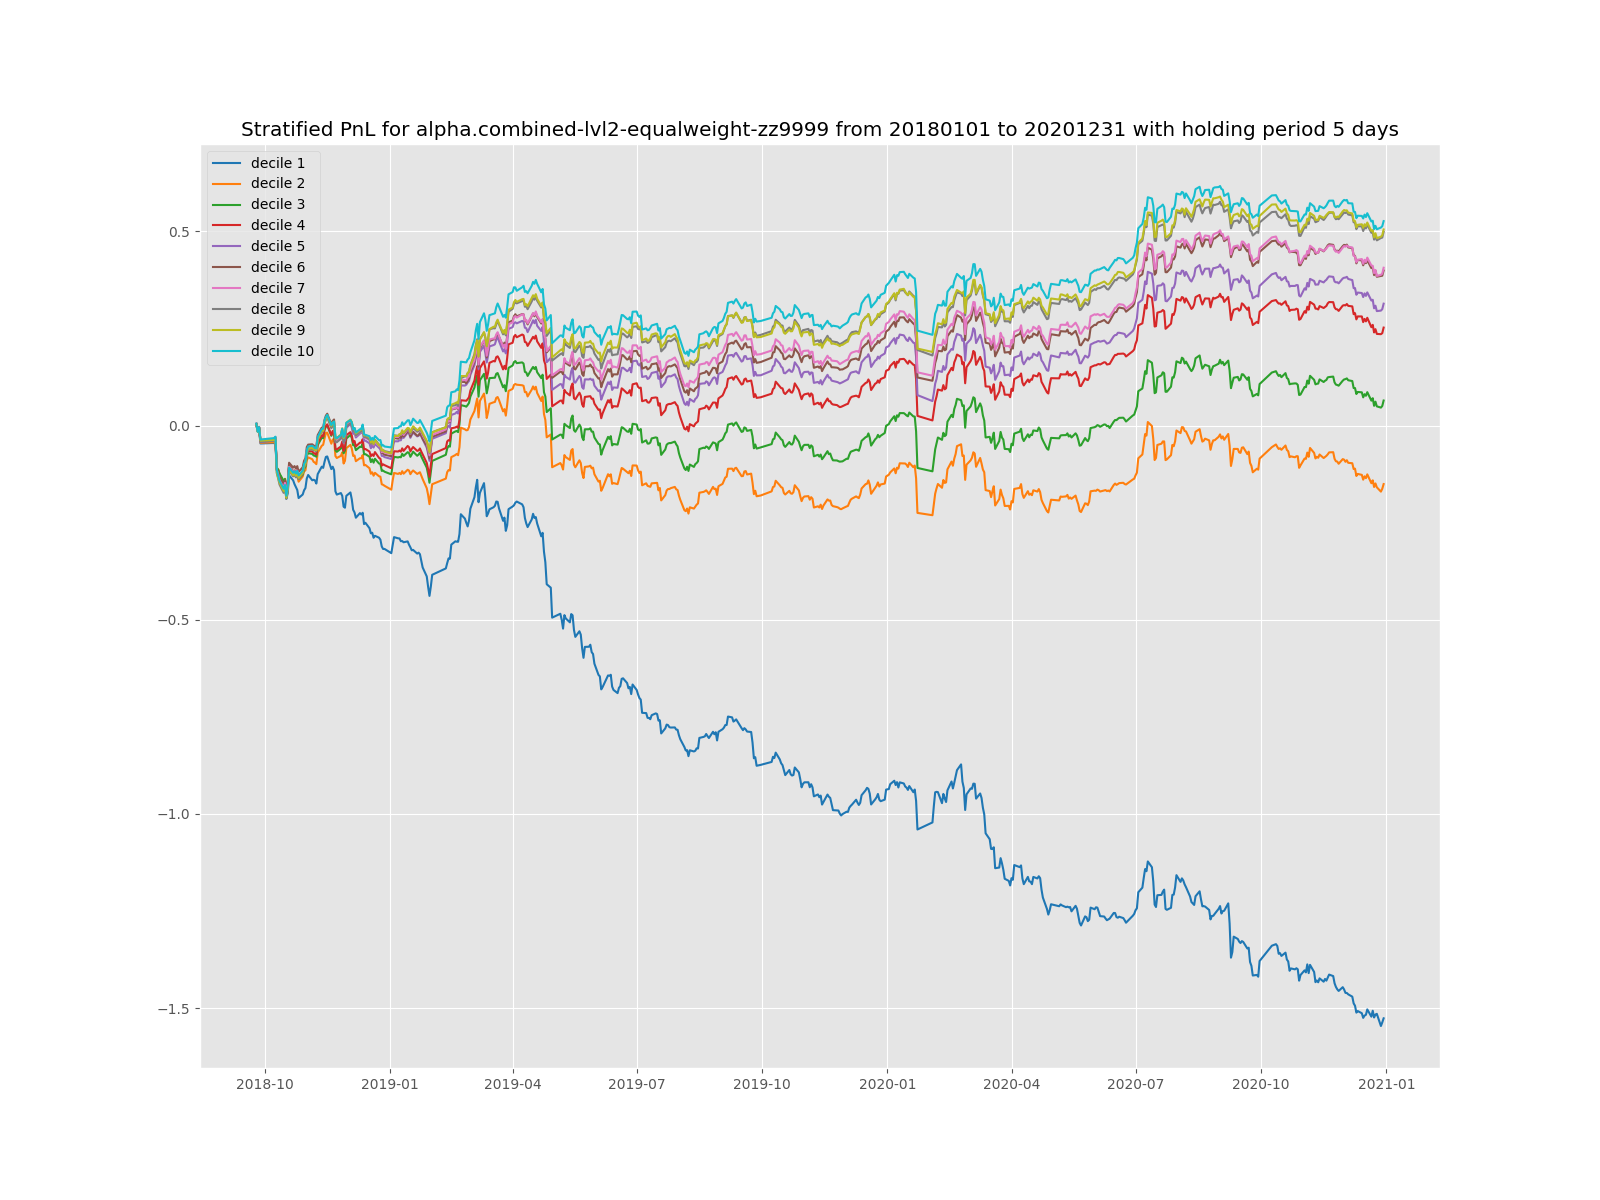 Stratified PnL for alpha.combined-lvl2-equalweight-zz9999 from 20180101 to 20201231 with holding period 5 days
decile 1
decile 2
decile 3
decile 4
decile 5
decile 6
decile 7
decile 8
decile 9
decile 10
0.5
0.0
−0.5
−1.0
−1.5
2018-10 2019-01 2019-04 2019-07 2019-10 2020-01 2020-04 2020-07 2020-10 2021-01